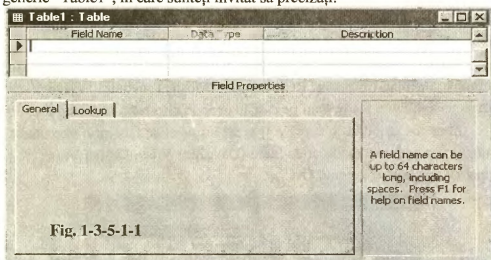 generic "Table1", în care sunteţi invitat să precizaţi:
Table1 : Table
Field Name Data Type Description
Field Properties
General Lookup
A field name can be
up to 64 characters
long, including
spaces. Press F1 for
help on field names.
Fig. 1-3-5-1-1